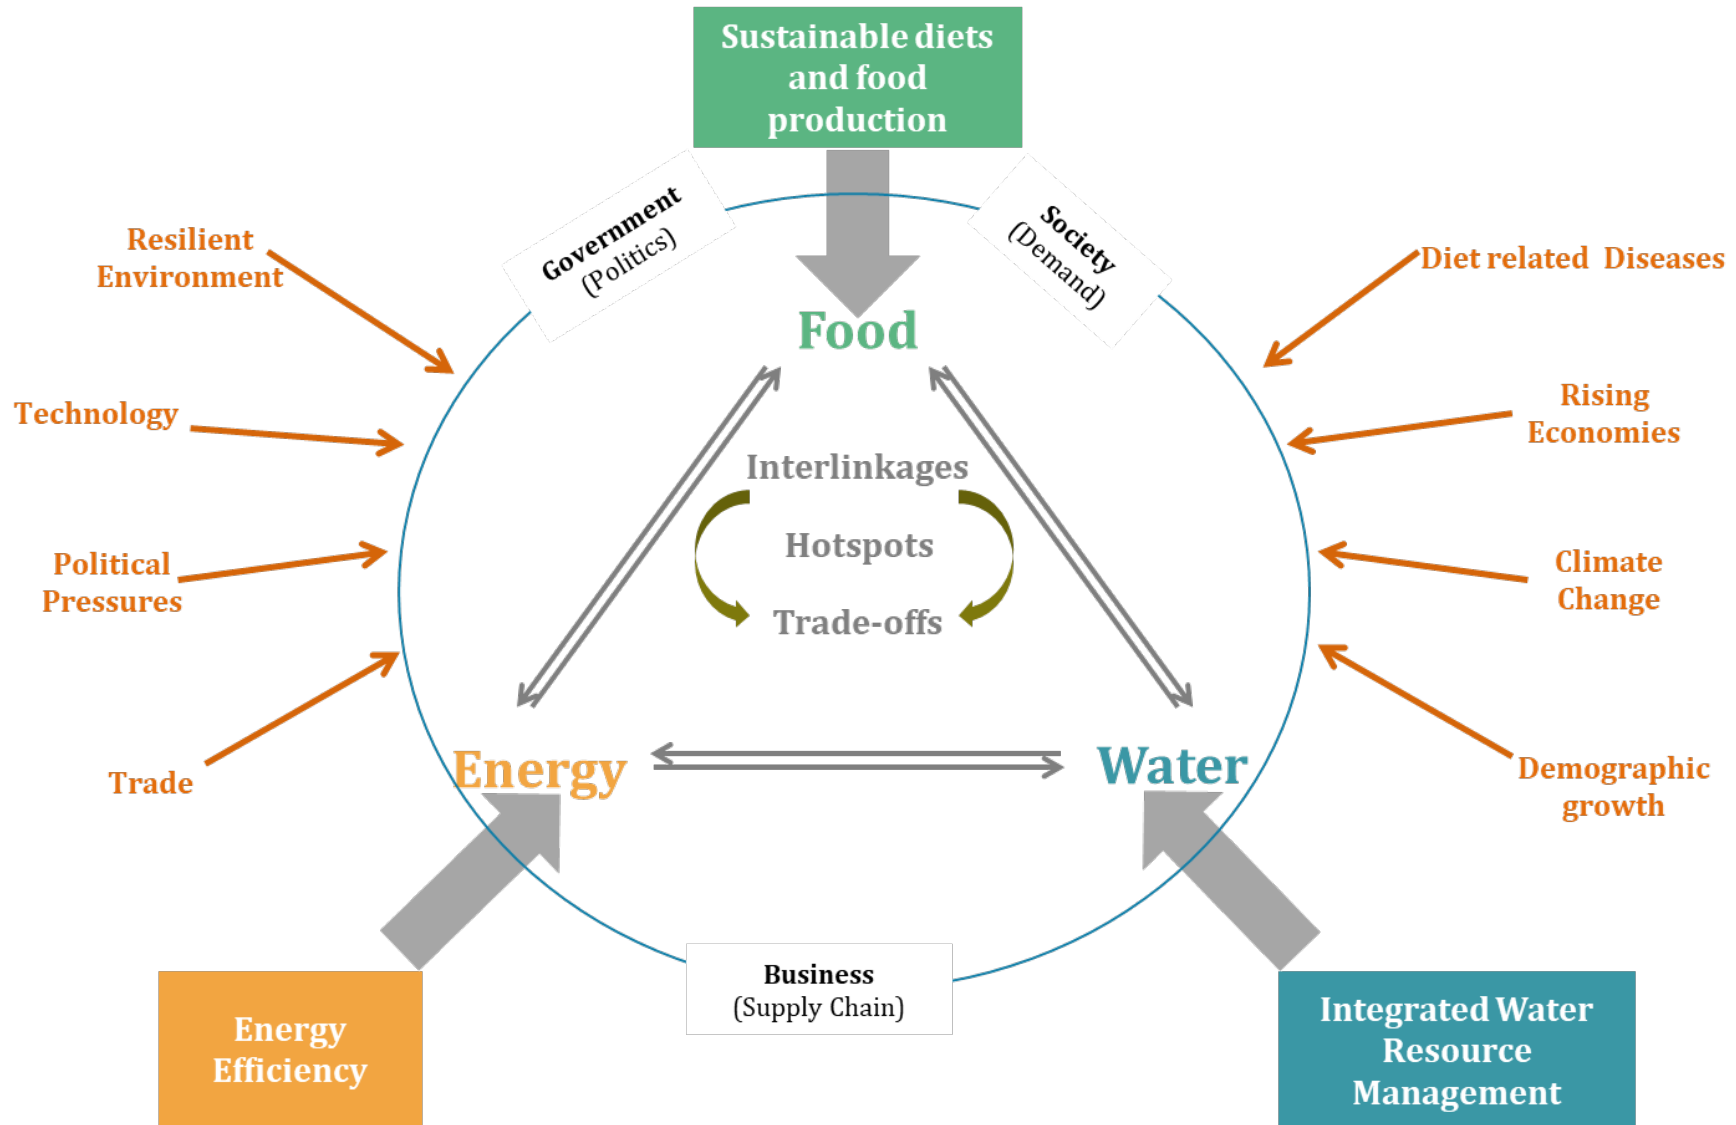 Sustainable diets
and food
production
Government
(Politics)
Society
(Demand)
Resilient
Environment
Diet related  Diseases
Food
Technology
Rising
Economies
Interlinkages
Hotspots
Trade-offs
Political
Pressures
Climate
Change
Trade
Energy
Water
Demographic
growth
Business
(Supply Chain)
Energy
Efficiency
Integrated Water
Resource
Management